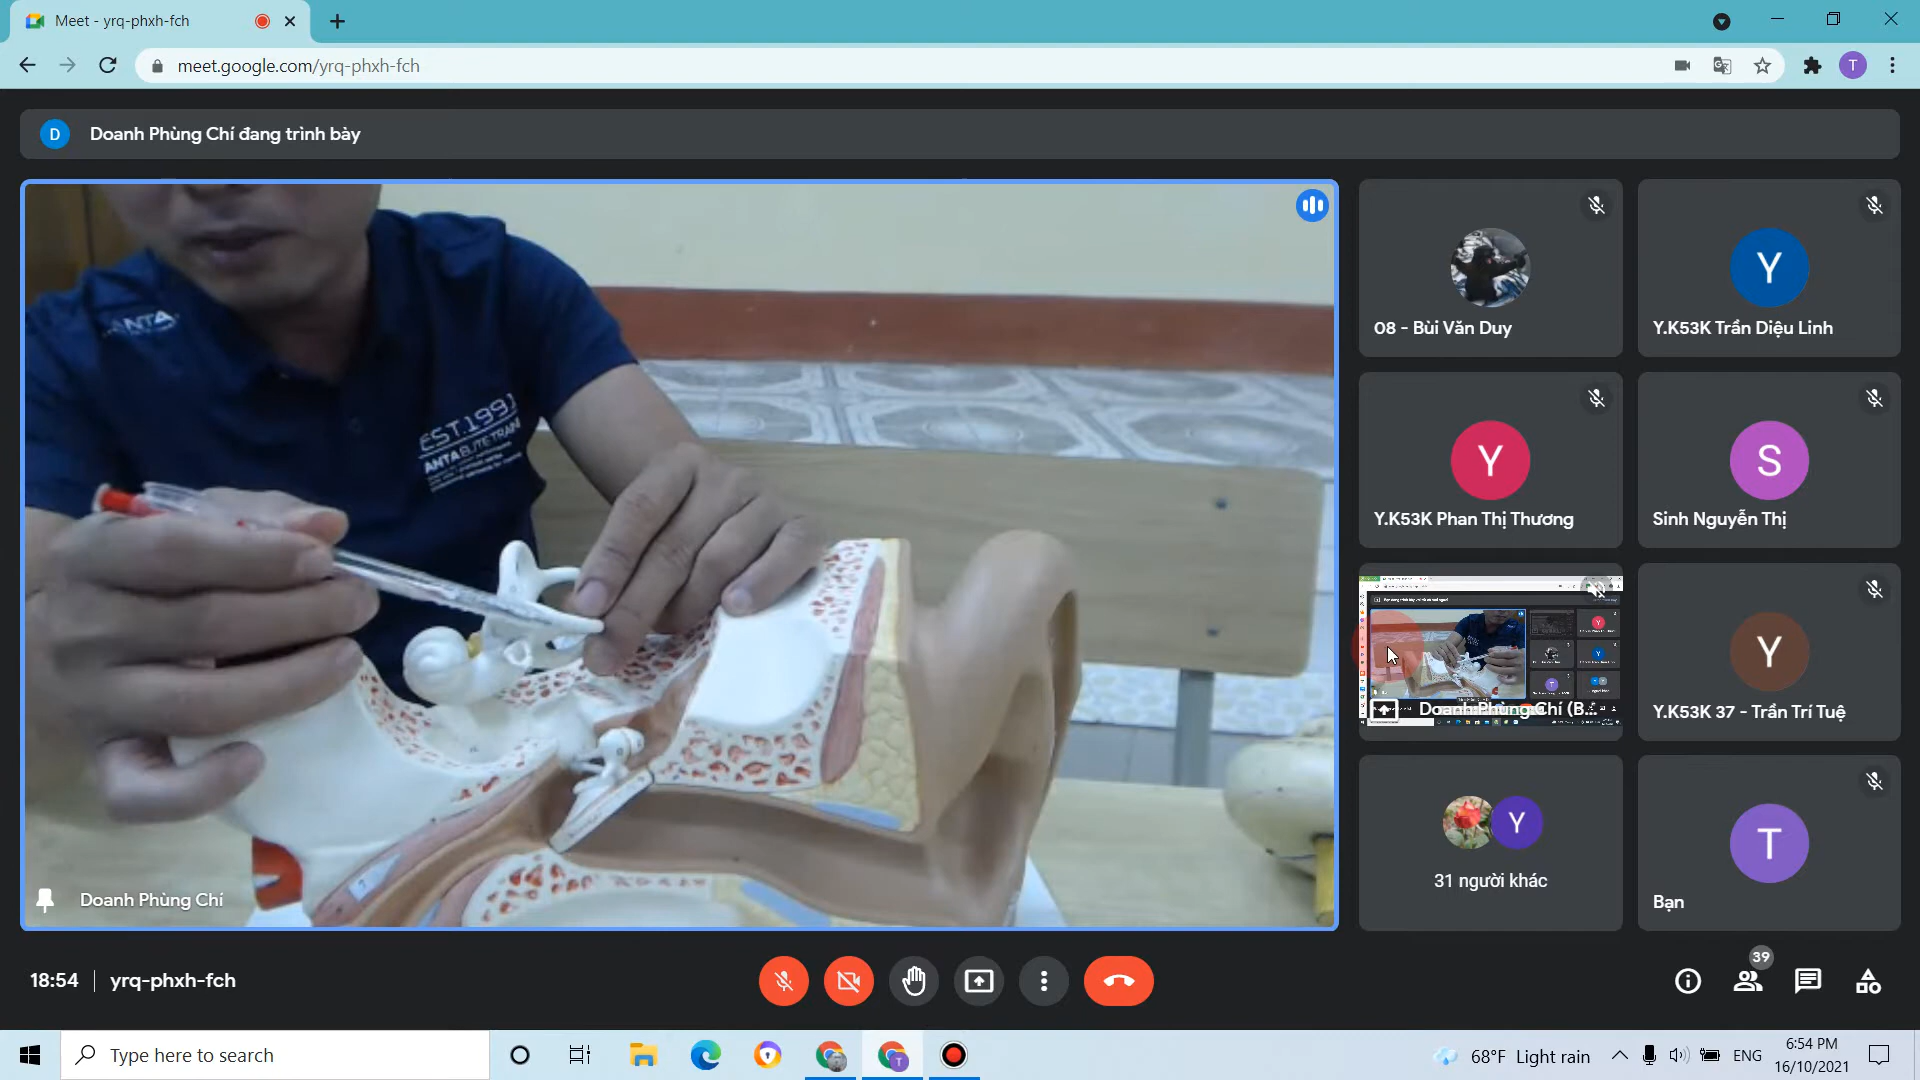 Meet - yrq-phxh-fch
meet.google.com/yrq-phxh-fch
T
D
Doanh Phùng Chí đang trình bày
ANTA
EST.1991
Doanh Phùng Chí
08 - Bùi Văn Duy
Y
Y.K53K Trần Diệu Linh
Y
Y.K53K Phan Thị Thương
S
Sinh Nguyễn Thị
Doanh Phùng Chí (B...
Y
Y.K53K 37 - Trần Trí Tuệ
Y
31 người khác
T
Bạn
18:54
yrq-phxh-fch
39
Type here to search
T
68°F Light rain
ENG
6:54 PM
16/10/2021